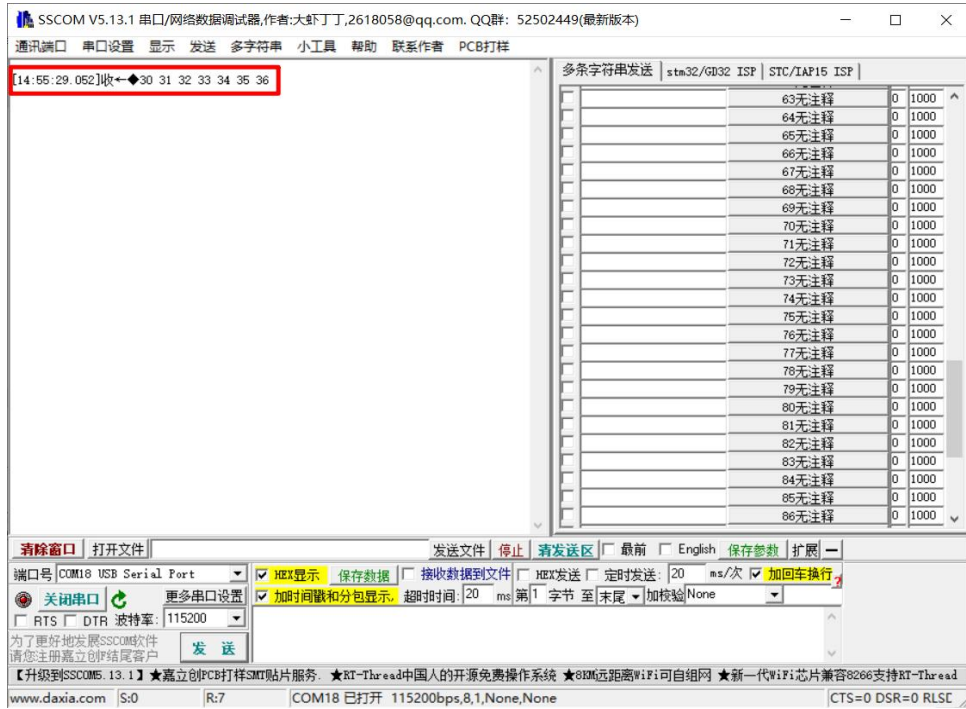 SSCOM V5.13.1 串口/网络数据调试器,作者:大虾丁丁,2618058@qq.com. QQ群: 52502449(最新版本)
通讯端口 串口设置 显示 发送 多字符串 小工具 帮助 联系作者 PCB打样
[14:55:29.052]收←◆30 31 32 33 34 35 36
多条字符串发送 stm32/GD32 ISP STC/IAP15 ISP
63无注释 0 1000
64无注释 0 1000
65无注释 0 1000
66无注释 0 1000
67无注释 0 1000
68无注释 0 1000
69无注释 0 1000
70无注释 0 1000
71无注释 0 1000
72无注释 0 1000
73无注释 0 1000
74无注释 0 1000
75无注释 0 1000
76无注释 0 1000
77无注释 0 1000
78无注释 0 1000
79无注释 0 1000
80无注释 0 1000
81无注释 0 1000
82无注释 0 1000
83无注释 0 1000
84无注释 0 1000
85无注释 0 1000
86无注释 0 1000
清除窗口 打开文件 发送文件 停止 清发送区 最前 English 保存参数 扩展 —
端口号 COM18 USB Serial Port HEX显示 保存数据 接收数据到文件 HEX发送 定时发送: 20 ms/次 加回车换行 ?
关闭串口 更多串口设置 加时间戳和分包显示, 超时时间: 20 ms 第1 字节 至 末尾 加校验 None
RTS DTR 波特率: 115200
为了更好地发展SSCOM软件
请您注册嘉立创F结尾客户
发 送
【升级到SSCOM5.13.1】★嘉立创PCB打样SMT贴片服务. ★RT-Thread中国人的开源免费操作系统 ★8KM远距离WiFi可自组网 ★新一代WiFi芯片兼容8266支持RT-Thread
www.daxia.com S:0 R:7 COM18 已打开 115200bps,8,1,None,None CTS=0 DSR=0 RLSD